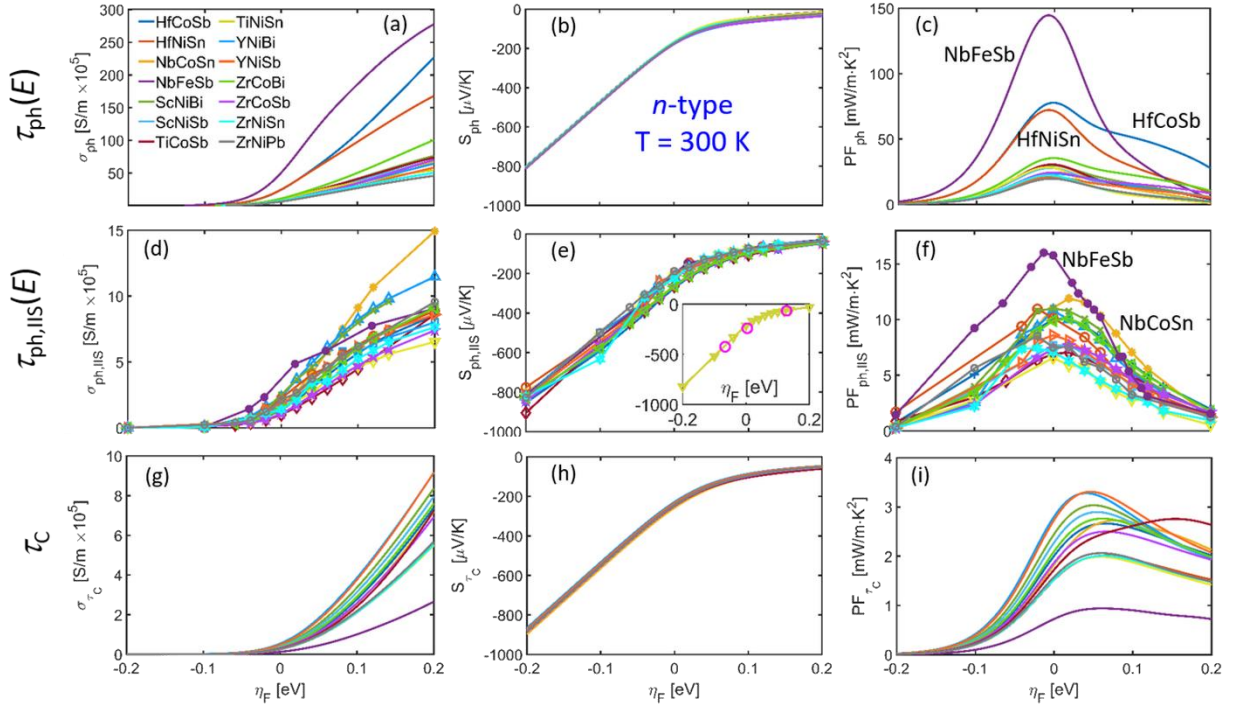 τph(E)
(a)
σph [S/m ×10^5]
300
250
200
150
100
50
HfCoSb
HfNiSn
NbCoSn
NbFeSb
ScNiBi
ScNiSb
TiCoSb
TiNiSn
YNiBi
YNiSb
ZrCoBi
ZrCoSb
ZrNiSn
ZrNiPb
(b)
Sph [μV/K]
0
-200
-400
-600
-800
-1000
n-type
T = 300 K
(c)
PFph [mW/m·K²]
150
100
50
0
NbFeSb
HfNiSn
HfCoSb
τph,IIS(E)
(d)
σph,IIS [S/m ×10^5]
15
10
5
0
(e)
Sph,IIS [μV/K]
0
-200
-400
-600
-800
-1000
0
-500
-1000
ηF [eV]
-0.2
0
0.2
(f)
PFph,IIS [mW/m·K²]
15
10
5
0
NbFeSb
NbCoSn
τC
(g)
στC [S/m ×10^5]
10
8
6
4
2
0
-0.2 -0.1 0 0.1 0.2
ηF [eV]
(h)
SτC [μV/K]
0
-200
-400
-600
-800
-1000
-0.2 -0.1 0 0.1 0.2
ηF [eV]
(i)
PFτC [mW/m·K²]
4
3
2
1
0
-0.2 -0.1 0 0.1 0.2
ηF [eV]